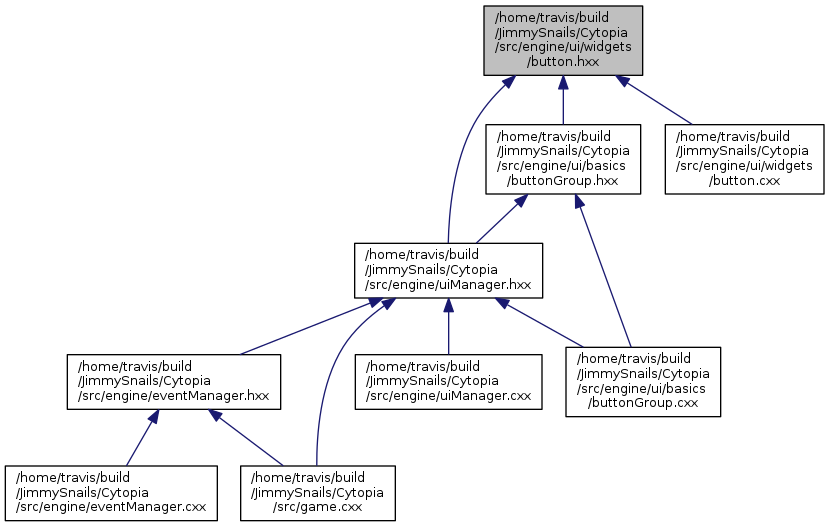 /home/travis/build
/JimmySnails/Cytopia
/src/engine/ui/widgets
/button.hxx
/home/travis/build
/JimmySnails/Cytopia
/src/engine/ui/basics
/buttonGroup.hxx
/home/travis/build
/JimmySnails/Cytopia
/src/engine/ui/widgets
/button.cxx
/home/travis/build
/JimmySnails/Cytopia
/src/engine/uiManager.hxx
/home/travis/build
/JimmySnails/Cytopia
/src/engine/eventManager.hxx
/home/travis/build
/JimmySnails/Cytopia
/src/engine/uiManager.cxx
/home/travis/build
/JimmySnails/Cytopia
/src/engine/ui/basics
/buttonGroup.cxx
/home/travis/build
/JimmySnails/Cytopia
/src/engine/eventManager.cxx
/home/travis/build
/JimmySnails/Cytopia
/src/game.cxx